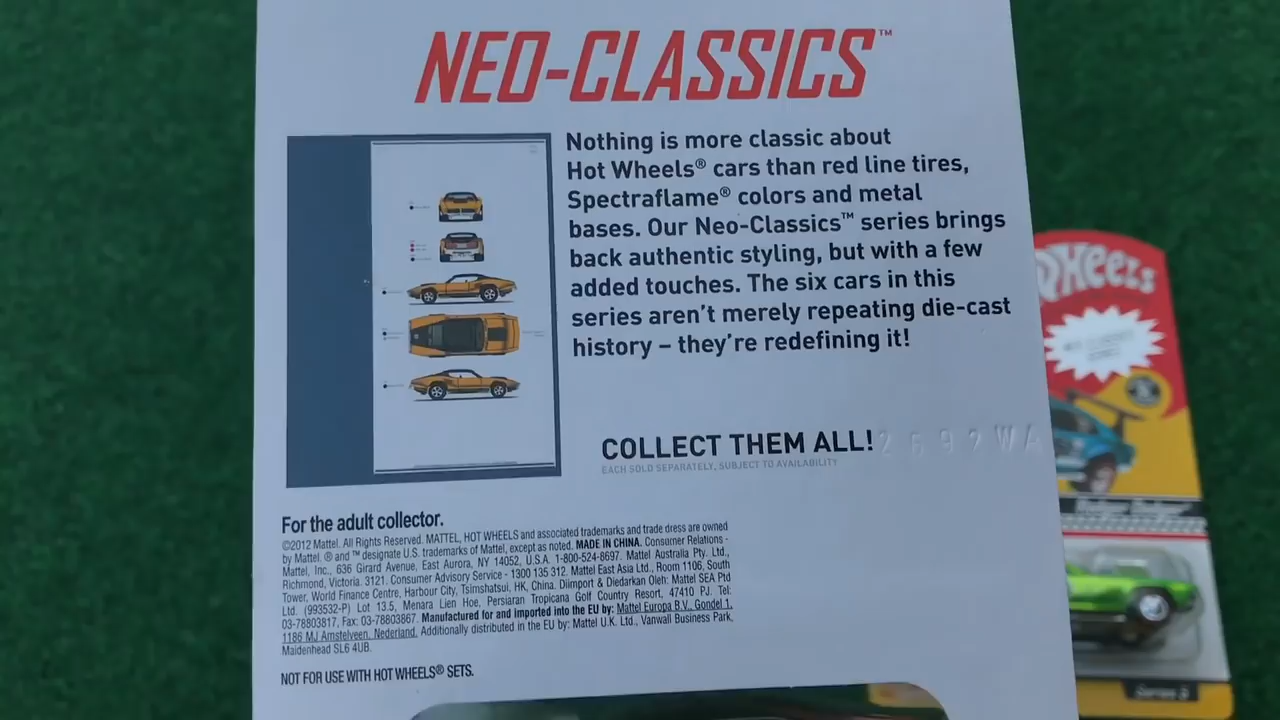 NEO-CLASSICS™
Nothing is more classic about
Hot Wheels® cars than red line tires,
Spectraflame® colors and metal
bases. Our Neo-Classics™ series brings
back authentic styling, but with a few
added touches. The six cars in this
series aren't merely repeating die-cast
history – they're redefining it!
COLLECT THEM ALL!
2692WA
EACH SOLD SEPARATELY, SUBJECT TO AVAILABILITY
For the adult collector.
©2012 Mattel. All Rights Reserved. MATTEL, HOT WHEELS and associated trademarks and trade dress are owned
by Mattel. ® and ™ designate U.S. trademarks of Mattel, except as noted. MADE IN CHINA. Consumer Relations -
Mattel, Inc., 636 Girard Avenue, East Aurora, NY 14052, U.S.A. 1-800-524-8697. Mattel Australia Pty. Ltd.,
Richmond, Victoria. 3121. Consumer Advisory Service - 1300 135 312. Mattel East Asia Ltd., Room 1106, South
Tower, World Finance Centre, Harbour City, Tsimshatsui, HK, China. Diimport & Diedarkan Oleh: Mattel SEA Ptd
Ltd. (993532-P) Lot 13.5, Menara Lien Hoe, Persiaran Tropicana Golf Country Resort, 47410 PJ. Tel:
03-78803817, Fax: 03-78803867. Manufactured for and imported into the EU by: Mattel Europa B.V., Gondel 1,
1186 MJ Amstelveen, Nederland. Additionally distributed in the EU by: Mattel U.K. Ltd., Vanwall Business Park,
Maidenhead SL6 4UB.
NOT FOR USE WITH HOT WHEELS® SETS.
WHEELS
Series 3